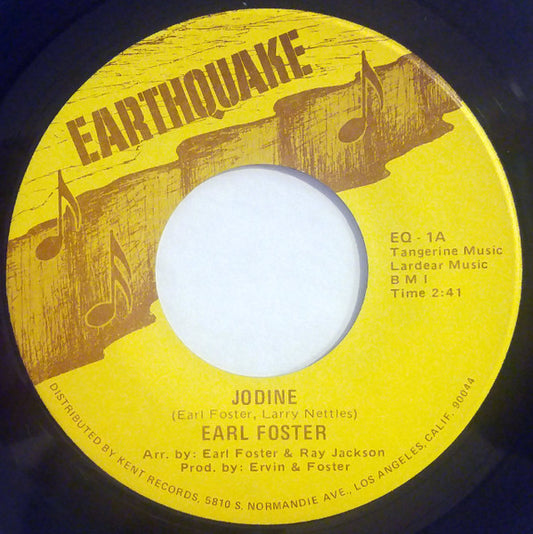 EARTHQUAKE
EQ - 1A
Tangerine Music
Lardear Music
B M I
Time 2:41
JODINE
(Earl Foster, Larry Nettles)
EARL FOSTER
Arr. by: Earl Foster & Ray Jackson
Prod. by: Ervin & Foster
DISTRIBUTED BY KENT RECORDS, 5810 S. NORMANDIE AVE., LOS ANGELES, CALIF. 90044